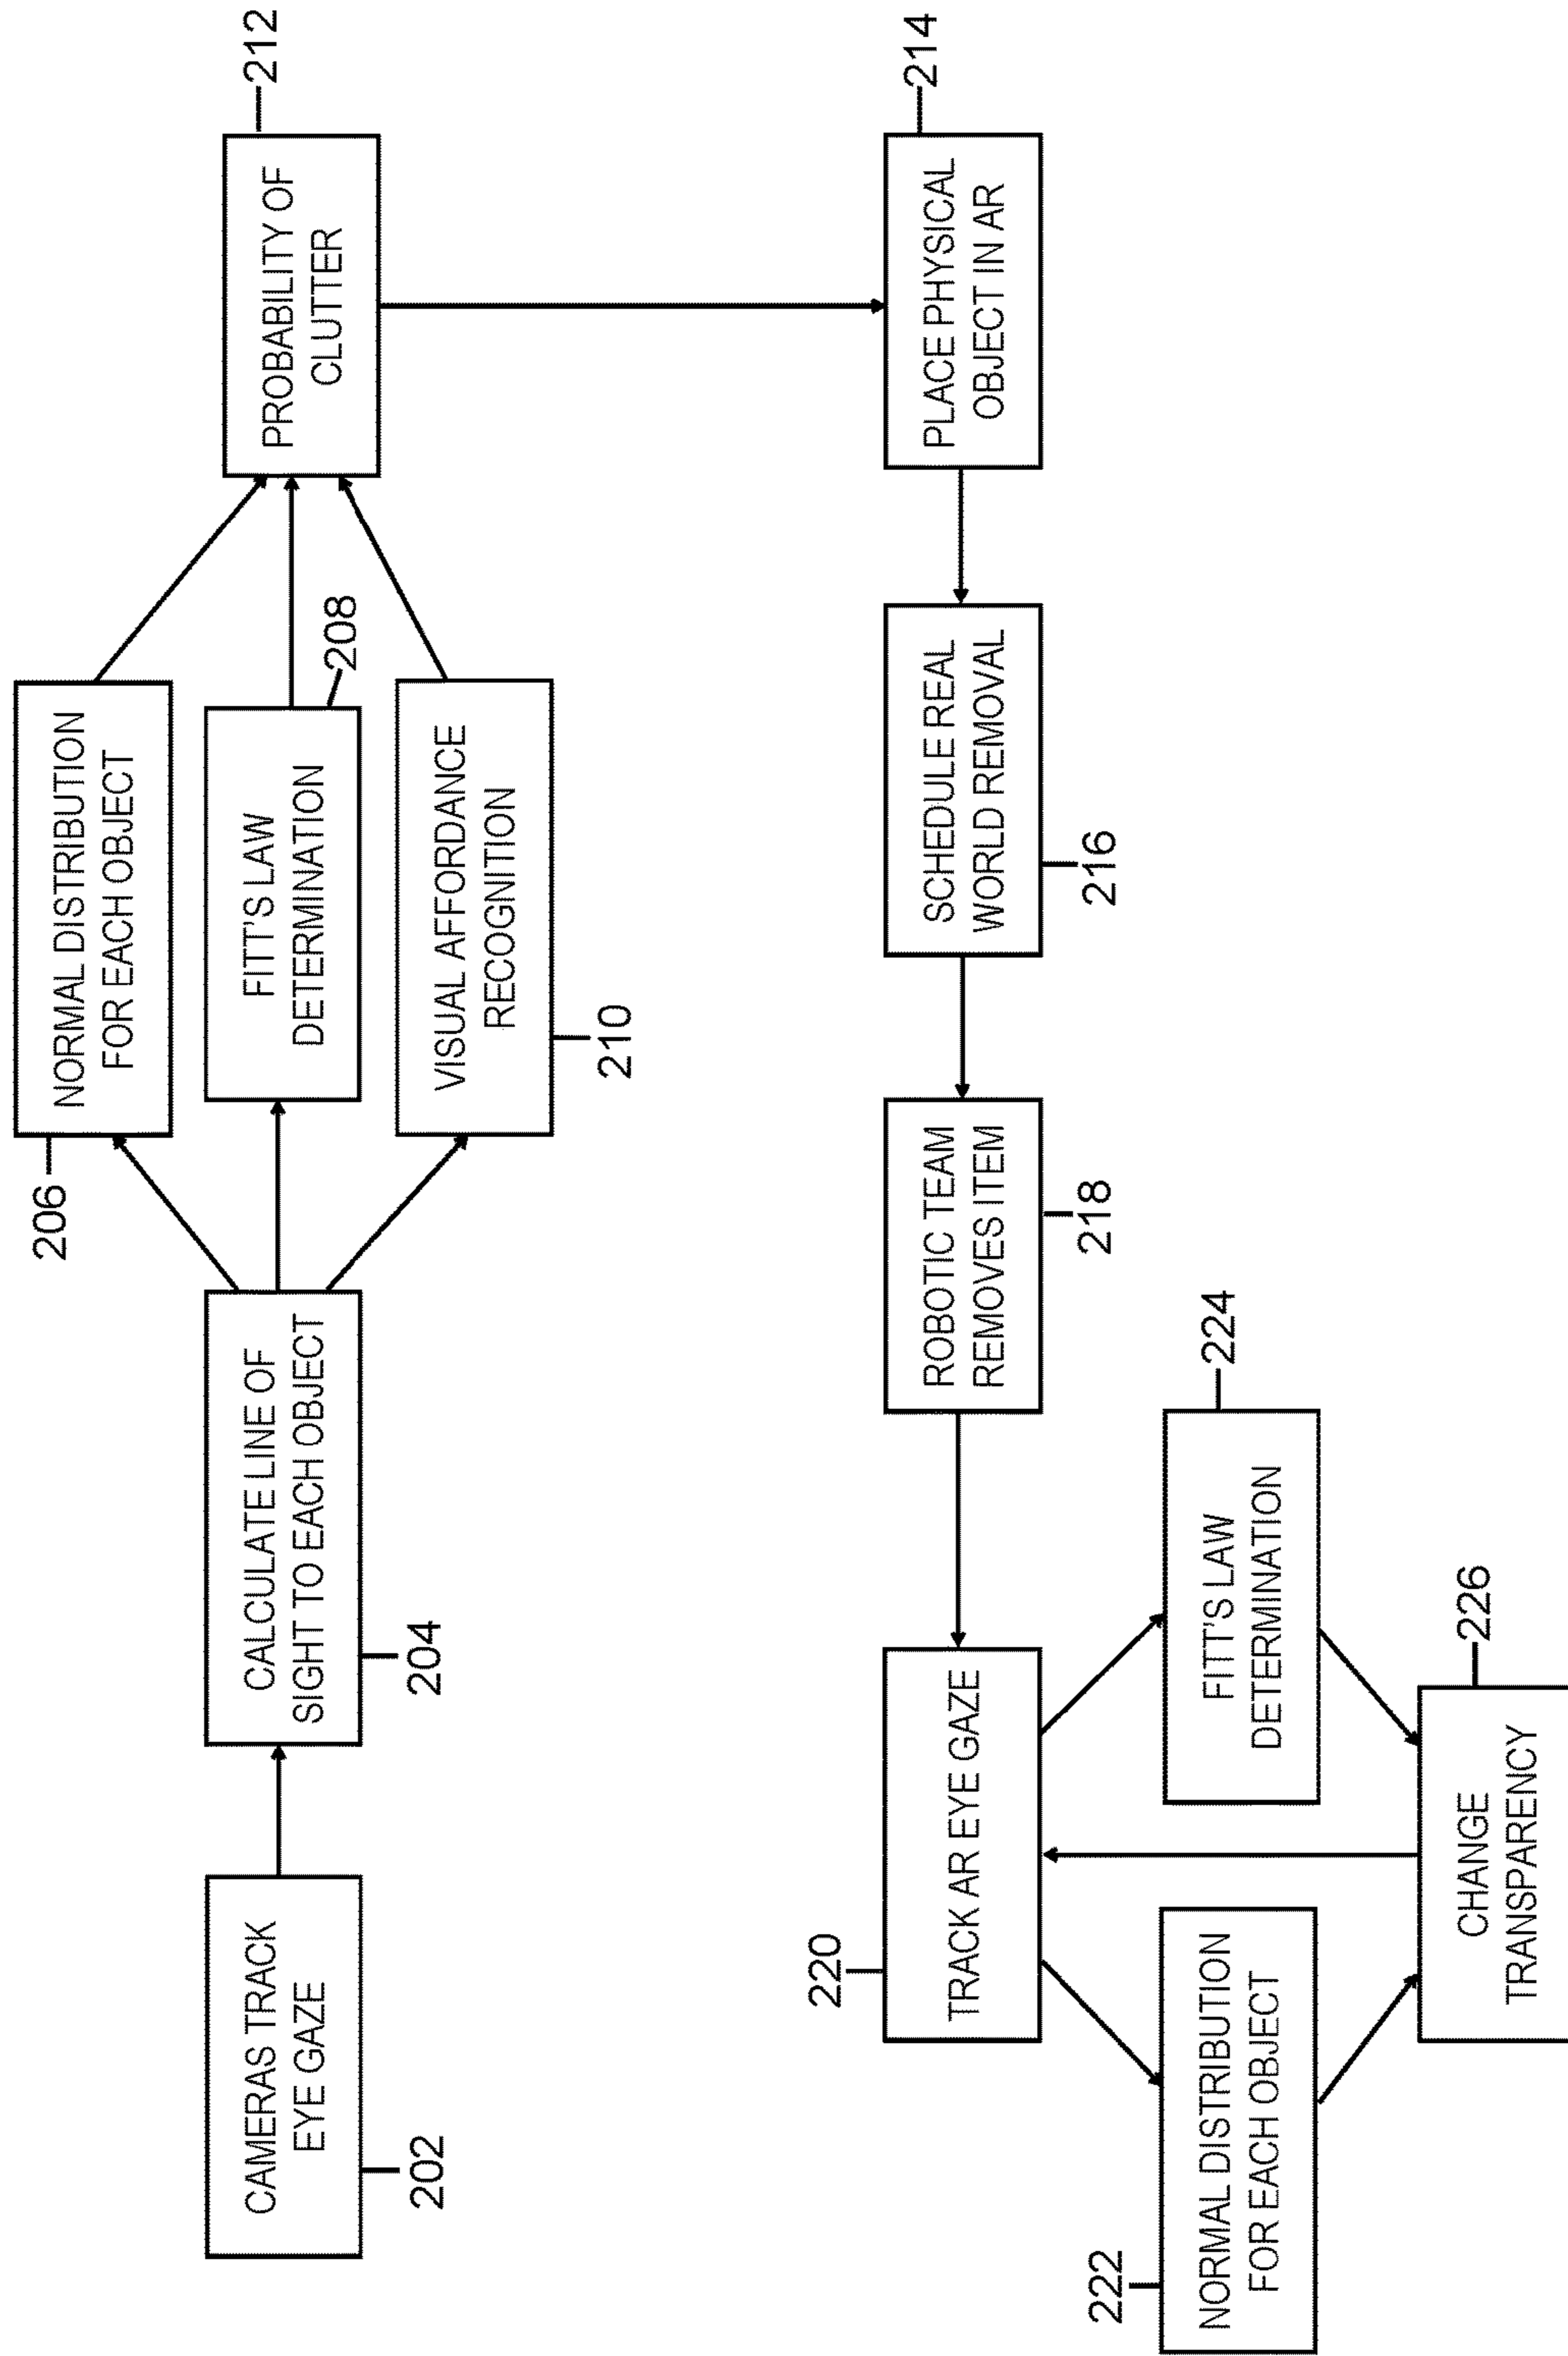 CAMERAS TRACK
EYE GAZE
202
CALCULATE LINE OF
SIGHT TO EACH OBJECT
204
206
NORMAL DISTRIBUTION
FOR EACH OBJECT
FITT'S LAW
DETERMINATION
208
VISUAL AFFORDANCE
RECOGNITION
210
PROBABILITY OF
CLUTTER
212
PLACE PHYSICAL
OBJECT IN AR
214
SCHEDULE REAL
WORLD REMOVAL
216
ROBOTIC TEAM
REMOVES ITEM
218
220
TRACK AR EYE GAZE
222
NORMAL DISTRIBUTION
FOR EACH OBJECT
FITT'S LAW
DETERMINATION
224
CHANGE
TRANSPARENCY
226